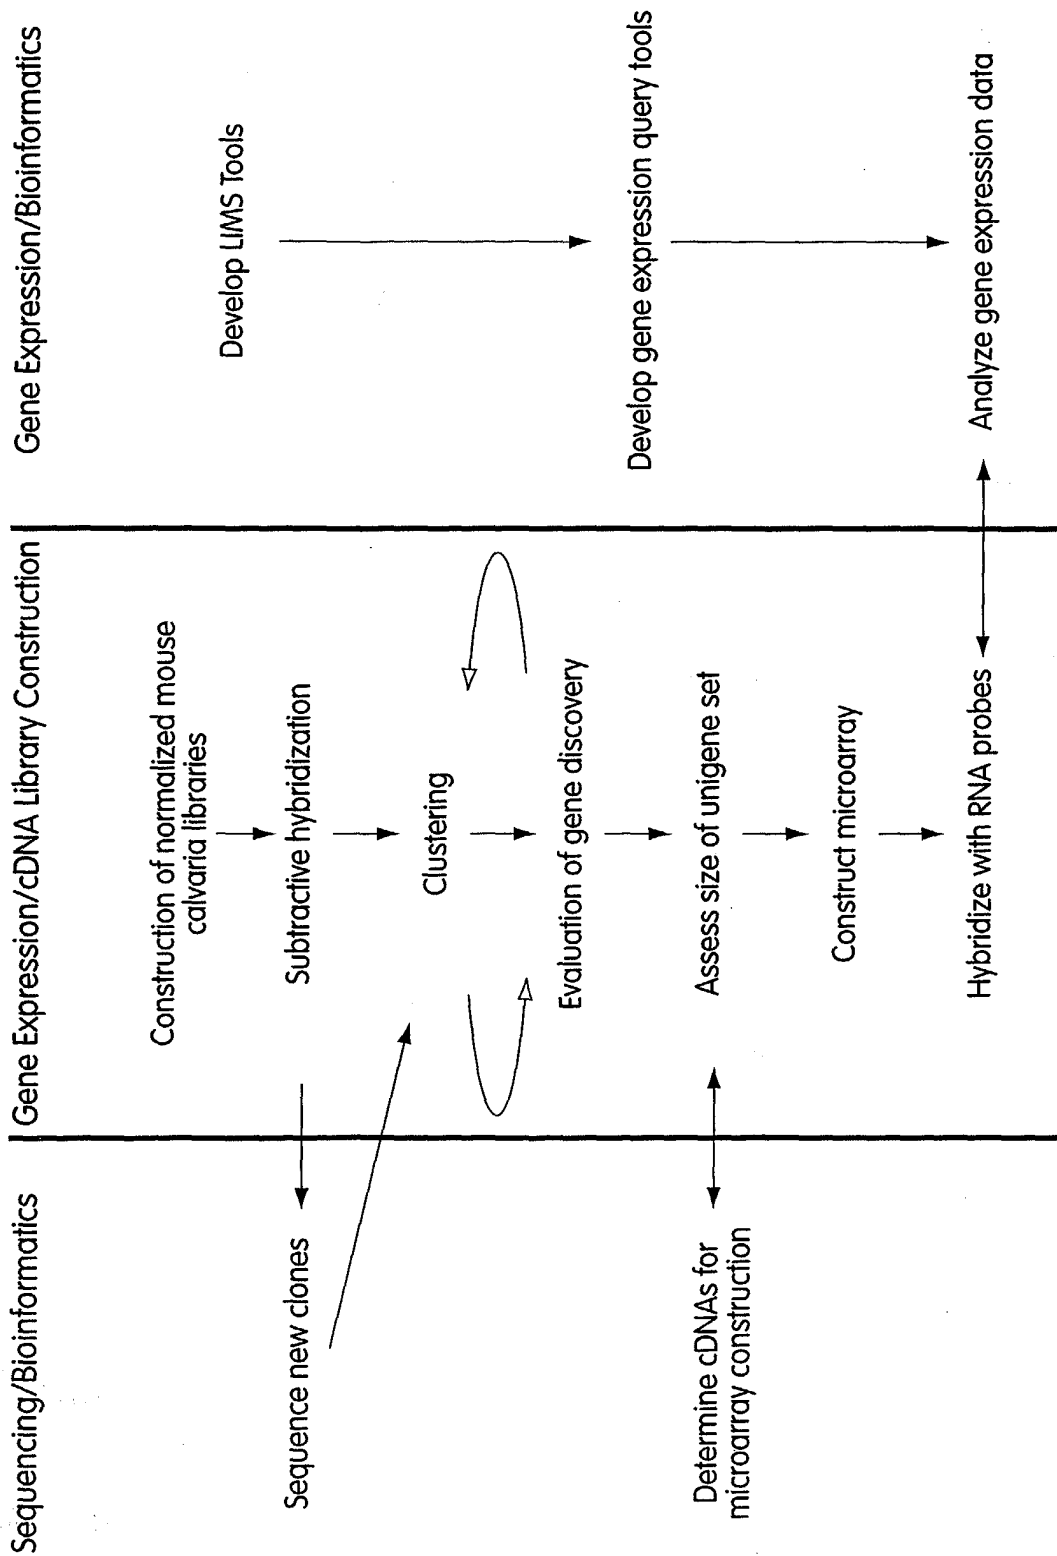 Sequencing/Bioinformatics
Gene Expression/cDNA Library Construction
Gene Expression/Bioinformatics
Construction of normalized mouse
calvaria libraries
Develop LIMS Tools
Sequence new clones
Subtractive hybridization
Clustering
Evaluation of gene discovery
Develop gene expression query tools
Determine cDNAs for
microarray construction
Assess size of unigene set
Construct microarray
Hybridize with RNA probes
Analyze gene expression data